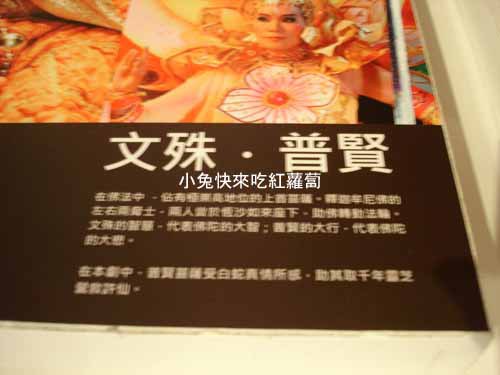 文殊・普賢
小兔快來吃紅蘿蔔
在佛法中，佔有極崇高地位的上首菩薩。釋迦牟尼佛的
左右兩脅士，兩人曾於恆沙如來座下，助佛轉動法輪。
文殊的智慧，代表佛陀的大智；普賢的大行，代表佛陀
的大悲。
在本劇中，普賢菩薩受白蛇真情所感，助其取千年靈芝
營救許仙。